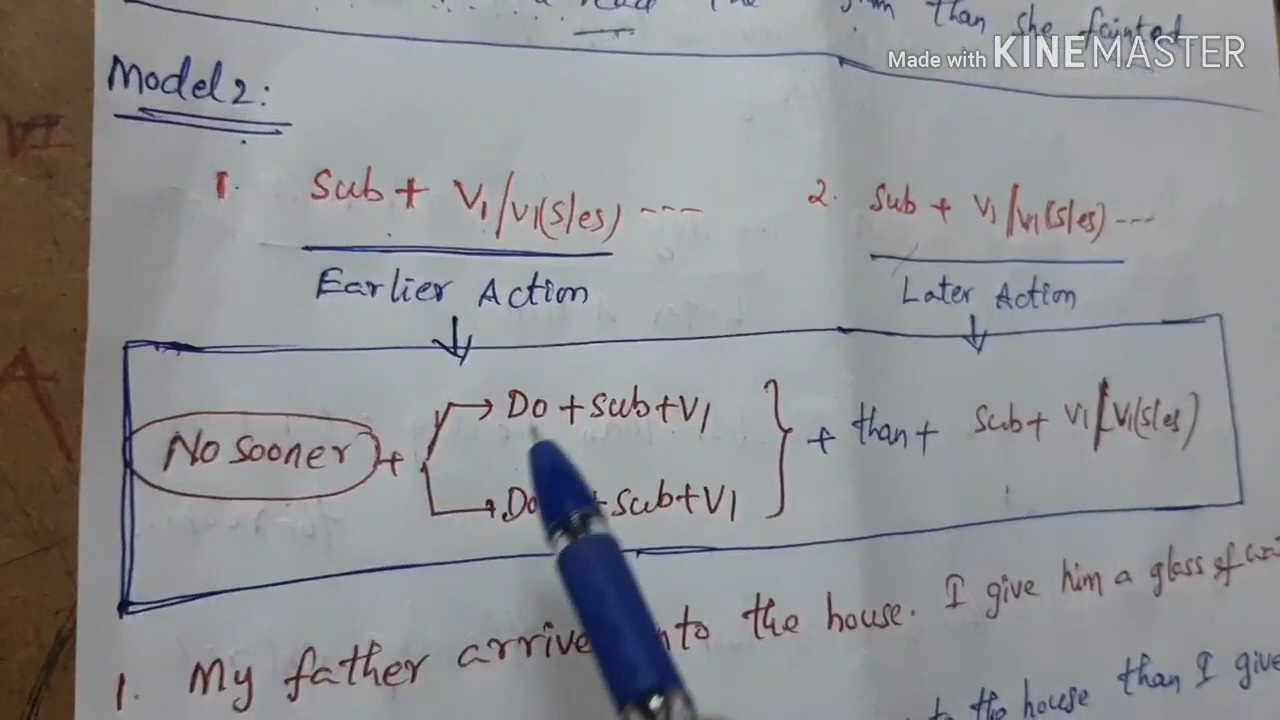 the than she fainted
Made with KINEMASTER
Model 2:
1. Sub + V1/V1(s/es) ---- 2. Sub + V1/V1(s/es) ---
Earlier Action Later Action
No sooner + Do + Sub + V1 + than + Sub + V1/V1(s/es)
+ Sub + V1
1. My father the house. I give him a glass of
the house than I give